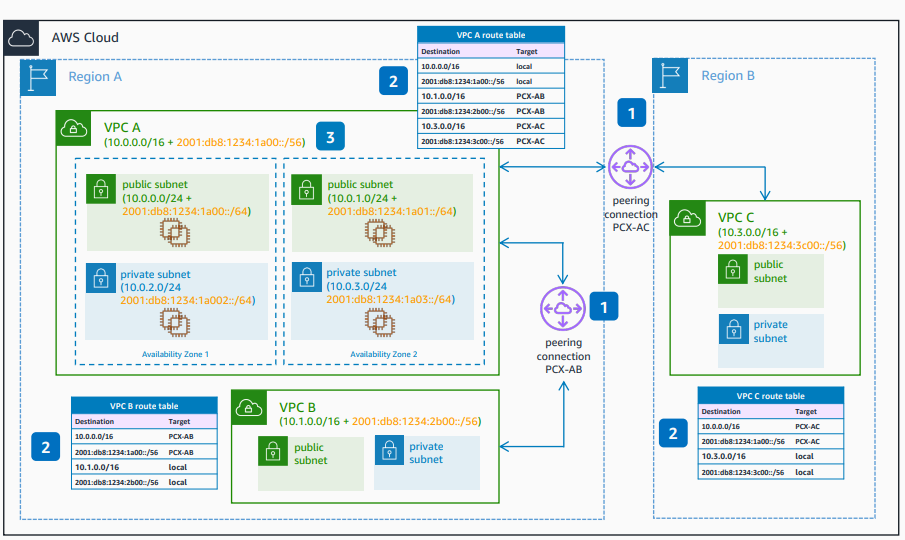 AWS Cloud
Region A
2
VPC A route table
Destination Target
10.0.0.0/16 local
2001:db8:1234:1a00::/56 local
10.1.0.0/16 PCX-AB
2001:db8:1234:2b00::/56 PCX-AB
10.3.0.0/16 PCX-AC
2001:db8:1234:3c00::/56 PCX-AC
Region B
1
VPC A
(10.0.0.0/16 + 2001:db8:1234:1a00::/56)
3
public subnet
(10.0.0.0/24 +
2001:db8:1234:1a00::/64)
public subnet
(10.0.1.0/24 +
2001:db8:1234:1a01::/64)
private subnet
(10.0.2.0/24
2001:db8:1234:1a002::/64)
private subnet
(10.0.3.0/24
2001:db8:1234:1a03::/64)
Availability Zone 1
Availability Zone 2
peering
connection
PCX-AC
1
peering
connection
PCX-AB
VPC C
(10.3.0.0/16 +
2001:db8:1234:3c00::/56)
public
subnet
private
subnet
2
VPC B route table
Destination Target
10.0.0.0/16 PCX-AB
2001:db8:1234:1a00::/56 PCX-AB
10.1.0.0/16 local
2001:db8:1234:2b00::/56 local
VPC B
(10.1.0.0/16 + 2001:db8:1234:2b00::/56)
public
subnet
private
subnet
2
VPC C route table
Destination Target
10.0.0.0/16 PCX-AC
2001:db8:1234:1a00::/56 PCX-AC
10.3.0.0/16 local
2001:db8:1234:3c00::/56 local